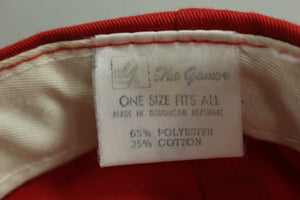 The Game
ONE SIZE FITS ALL
MADE IN DOMINICAN REPUBLIC
65% POLYESTER
35% COTTON